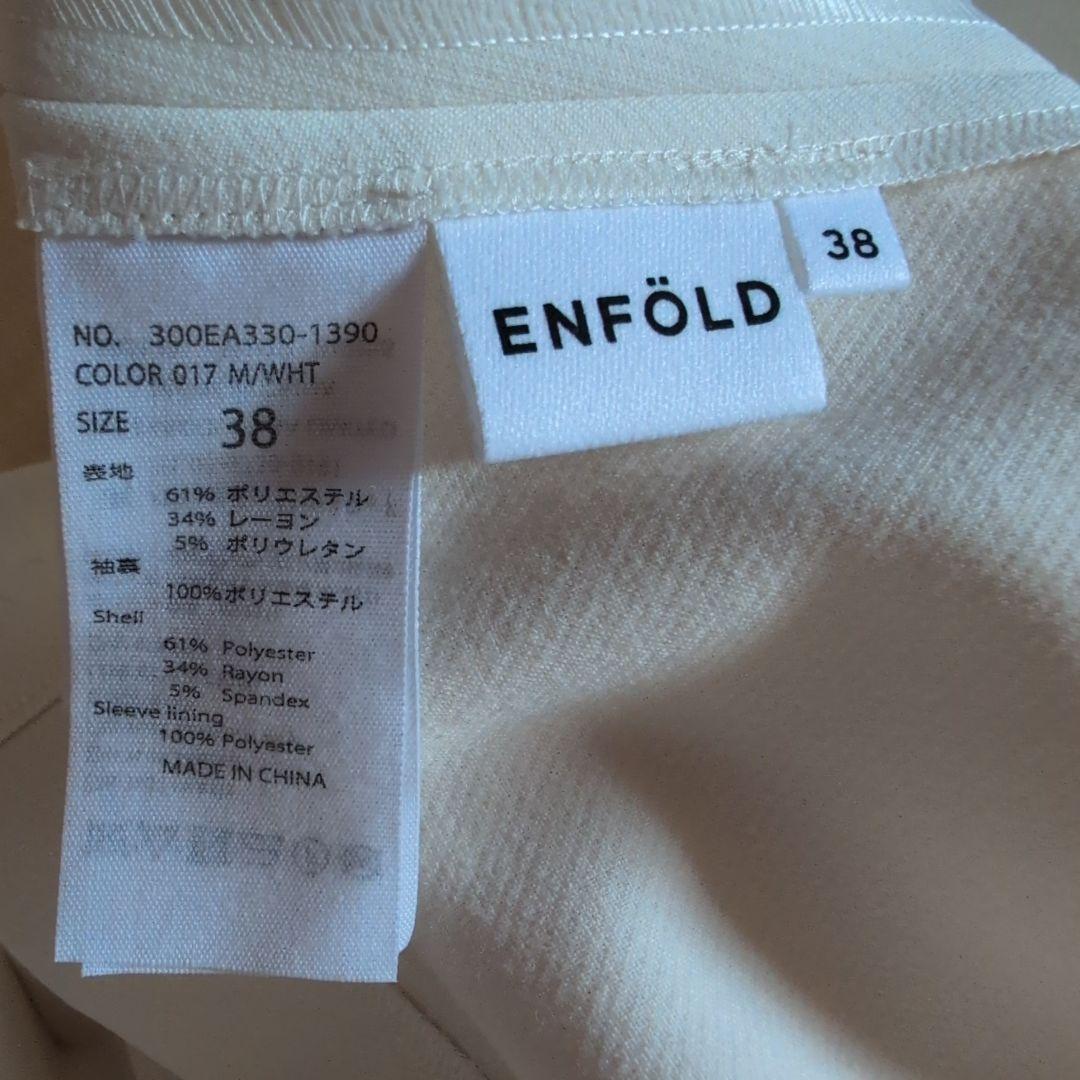 NO. 300EA330-1390
COLOR 017 M/WHT
SIZE 38
表地
61% ポリエステル
34% レーヨン
5% ポリウレタン
袖裏
100%ポリエステル
Shell
61% Polyester
34% Rayon
5% Spandex
Sleeve lining
100% Polyester
MADE IN CHINA
ENFÖLD
38